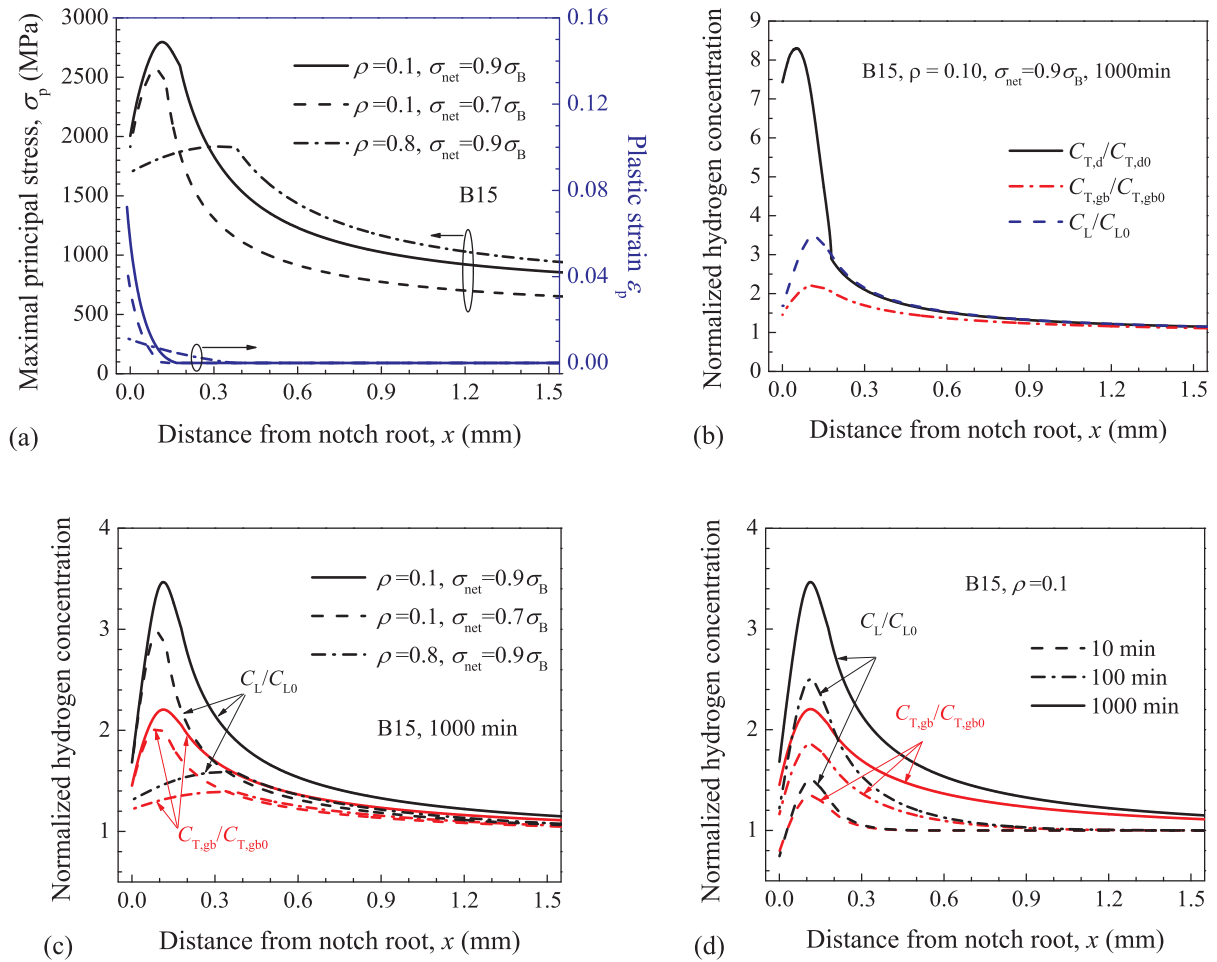 Maximal principal stress, σp (MPa)
3000
2500
2000
1500
1000
500
0
0.16
0.12
0.08
0.04
0.00
Plastic strain εp
ρ=0.1, σnet=0.9σB
ρ=0.1, σnet=0.7σB
ρ=0.8, σnet=0.9σB
B15
0.0 0.3 0.6 0.9 1.2 1.5
Distance from notch root, x (mm)
(a)
Normalized hydrogen concentration
9
8
7
6
5
4
3
2
1
0
B15, ρ = 0.10, σnet=0.9σB, 1000min
CT,d/CT,d0
CT,gb/CT,gb0
CL/CL0
0.0 0.3 0.6 0.9 1.2 1.5
Distance from notch root, x (mm)
(b)
Normalized hydrogen concentration
4
3
2
1
ρ=0.1, σnet=0.9σB
ρ=0.1, σnet=0.7σB
ρ=0.8, σnet=0.9σB
CL/CL0
B15, 1000 min
CT,gb/CT,gb0
0.0 0.3 0.6 0.9 1.2 1.5
Distance from notch root, x (mm)
(c)
Normalized hydrogen concentration
4
3
2
1
B15, ρ=0.1
CL/CL0
10 min
100 min
1000 min
CT,gb/CT,gb0
0.0 0.3 0.6 0.9 1.2 1.5
Distance from notch root, x (mm)
(d)